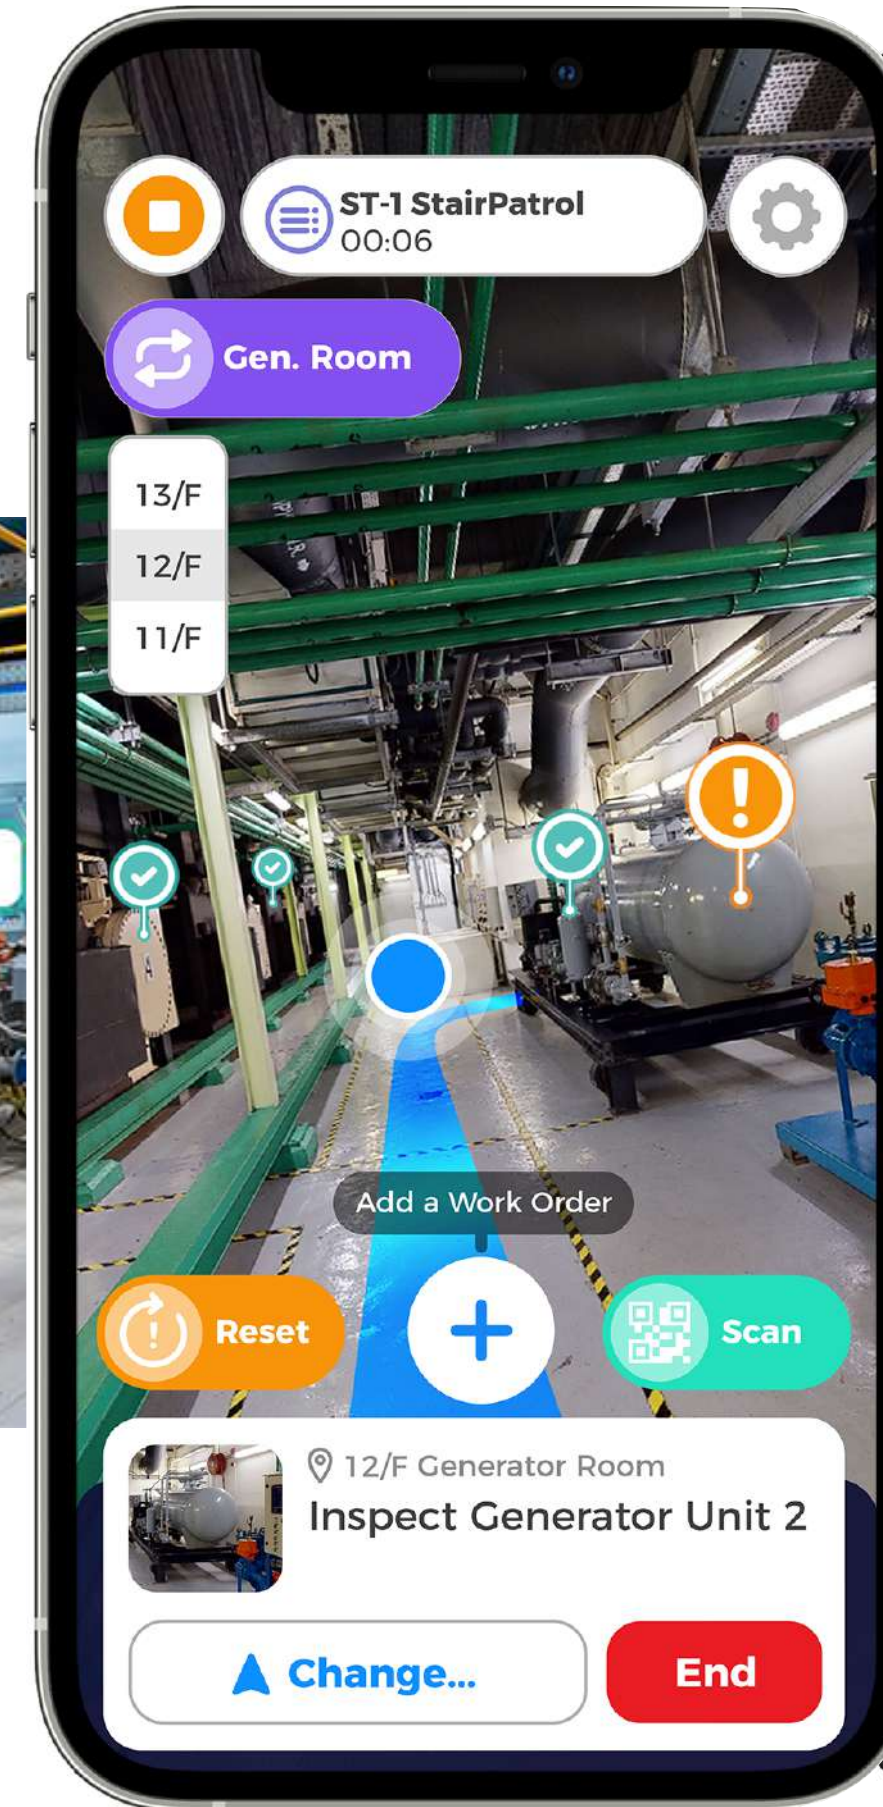 ST-1 StairPatrol
00:06
Gen. Room
13/F
12/F
11/F
Add a Work Order
Reset
Scan
12/F Generator Room
Inspect Generator Unit 2
Change...
End